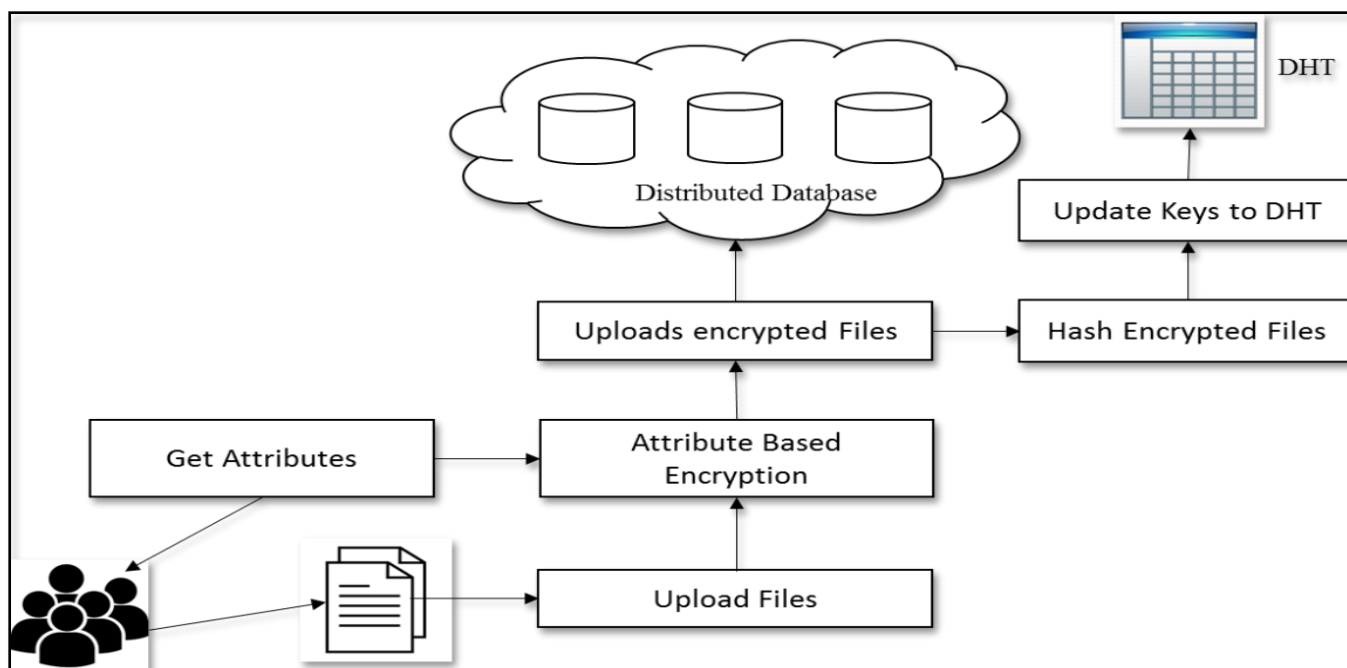 DHT
Distributed Database
Update Keys to DHT
Uploads encrypted Files
Hash Encrypted Files
Get Attributes
Attribute Based
Encryption
Upload Files